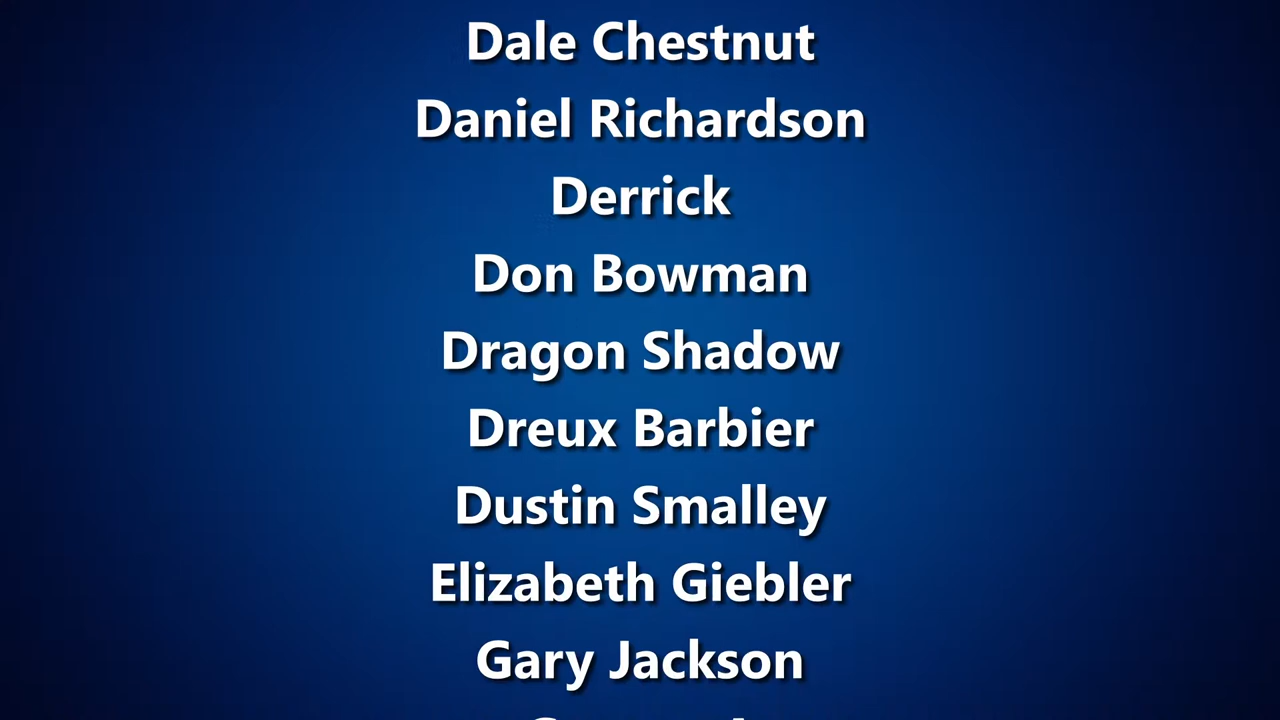 Dale Chestnut
Daniel Richardson
Derrick
Don Bowman
Dragon Shadow
Dreux Barbier
Dustin Smalley
Elizabeth Giebler
Gary Jackson